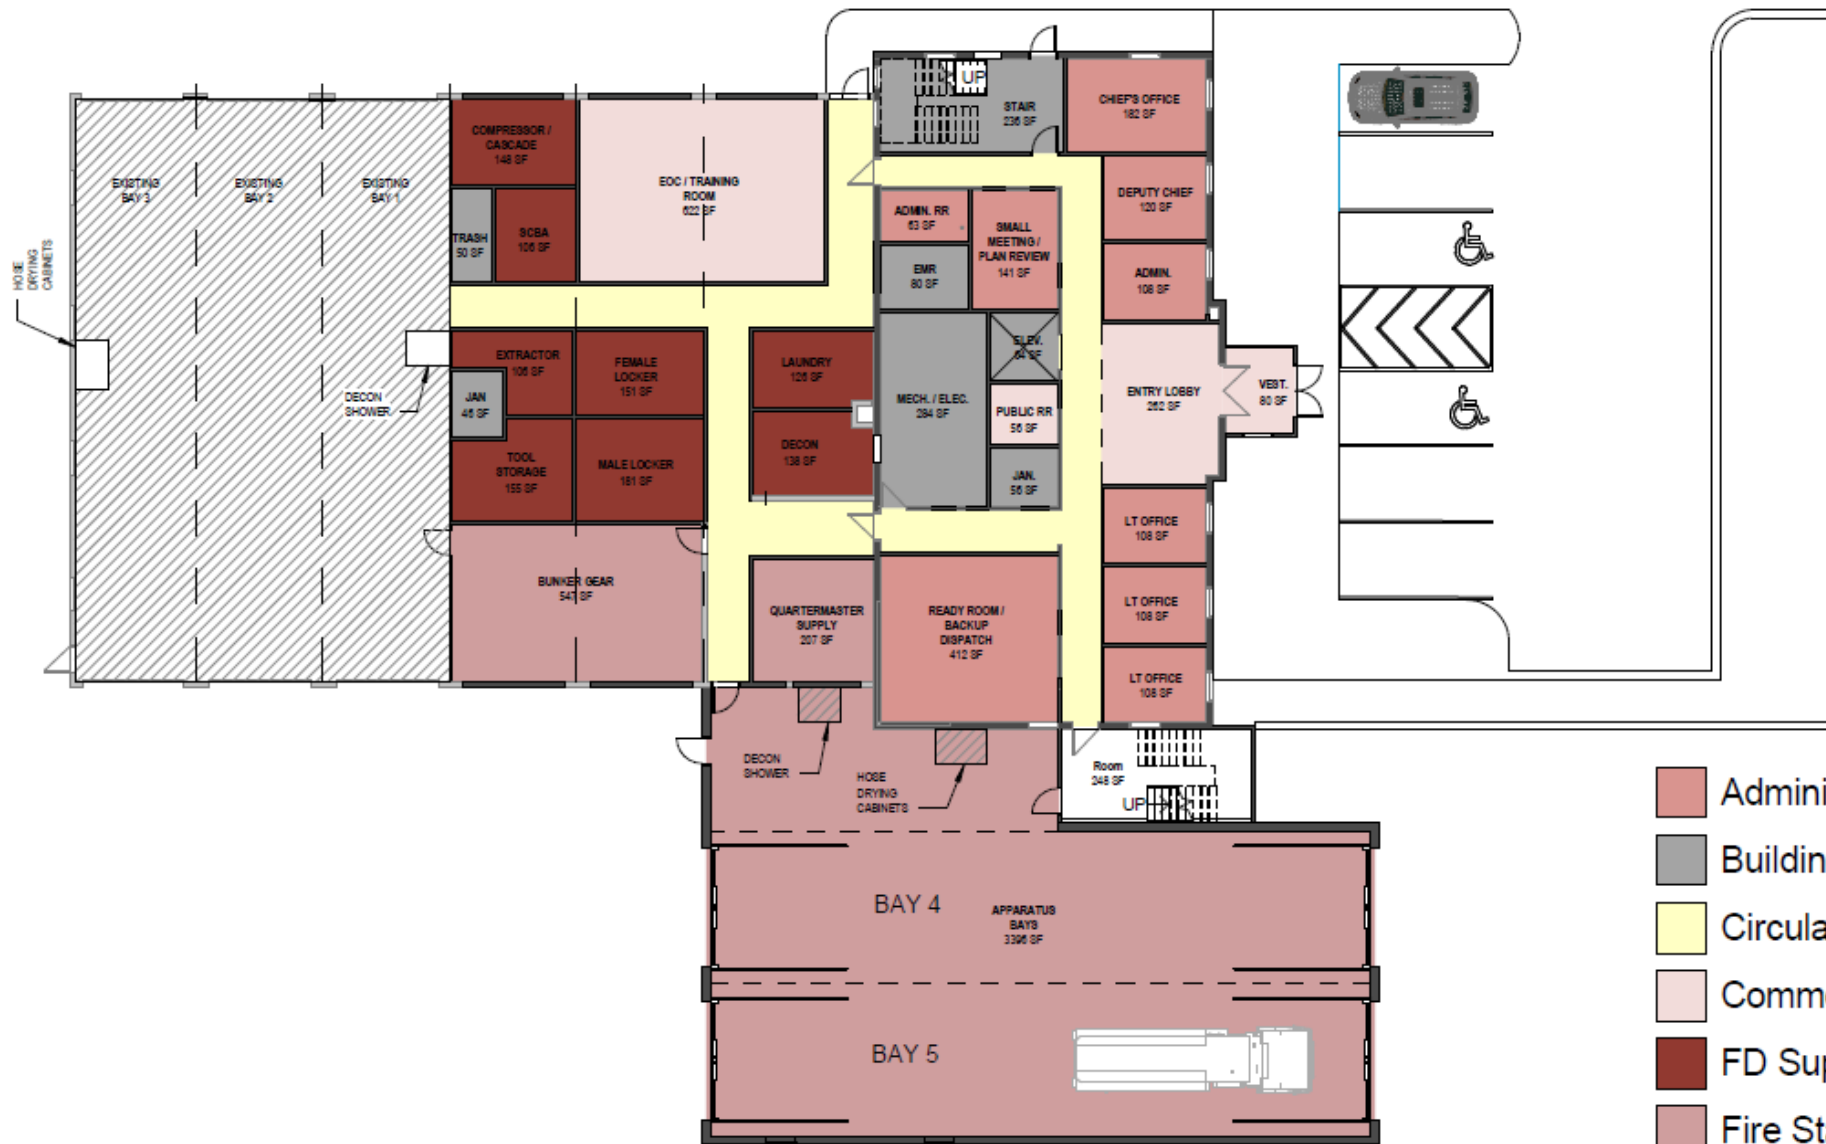 UP
STAIR
236 SF
CHIEF'S OFFICE
182 SF
COMPRESSOR /
CASCADE
148 SF
EXISTING
BAY 3
EXISTING
BAY 2
EXISTING
BAY 1
EOC / TRAINING
ROOM
622 SF
DEPUTY CHIEF
120 SF
ADMIN. RR
63 SF
SMALL
MEETING /
PLAN REVIEW
141 SF
TRASH
50 SF
SCBA
106 SF
EMR
80 SF
ADMIN.
108 SF
HOSE
DRYING
CABINETS
EXTRACTOR
106 SF
FEMALE
LOCKER
151 SF
LAUNDRY
126 SF
ELEV.
64 SF
JAN
46 SF
DECON
SHOWER
MECH. / ELEC.
284 SF
PUBLIC RR
56 SF
ENTRY LOBBY
262 SF
VEST.
80 SF
TOOL
STORAGE
155 SF
MALE LOCKER
181 SF
DECON
138 SF
JAN.
56 SF
LT OFFICE
108 SF
BUNKER GEAR
547 SF
QUARTERMASTER
SUPPLY
207 SF
READY ROOM /
BACKUP
DISPATCH
412 SF
LT OFFICE
108 SF
LT OFFICE
108 SF
DECON
SHOWER
HOSE
DRYING
CABINETS
Room
248 SF
UP
BAY 4
APPARATUS
BAYS
3396 SF
BAY 5
Admini
Buildin
Circula
Comm
FD Sup
Fire St